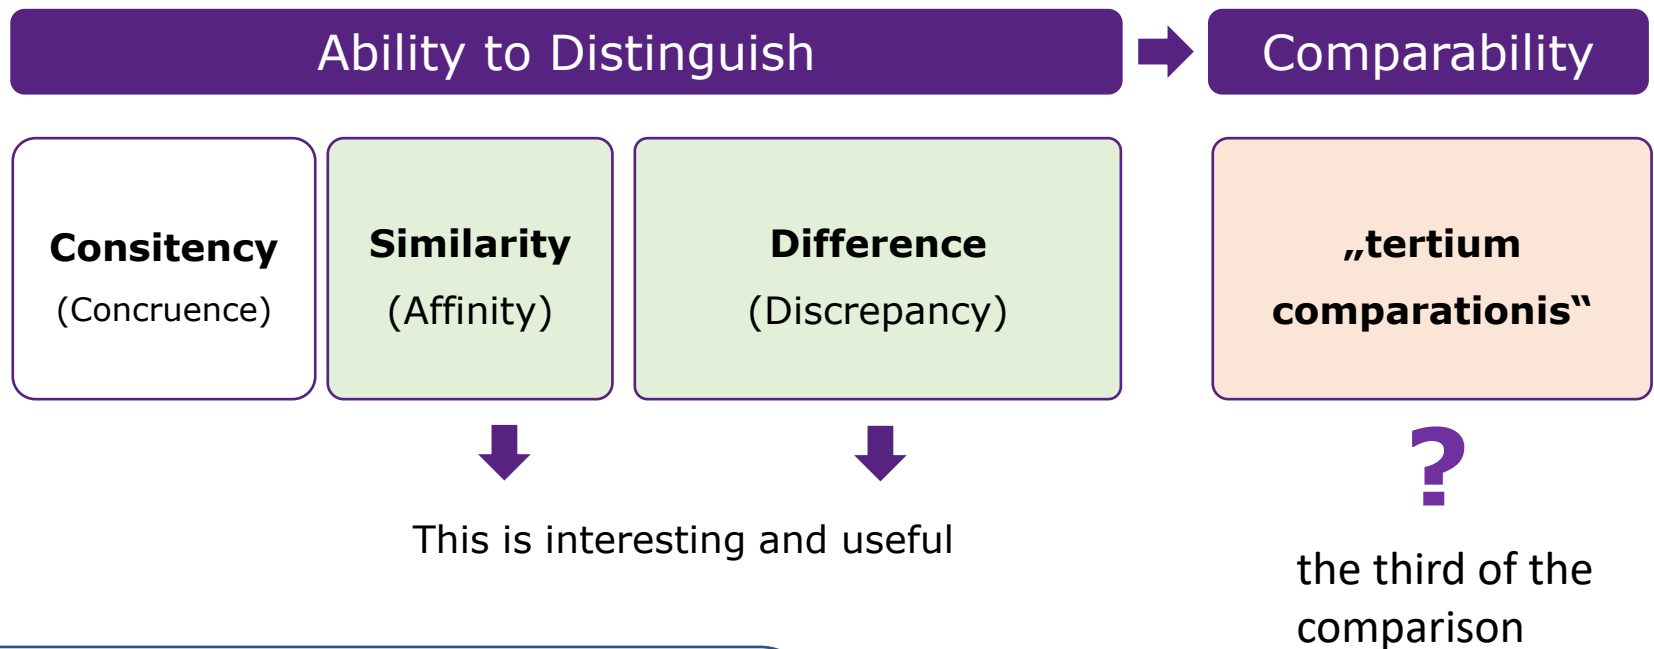 Ability to Distinguish
Comparability
Consitency
(Concruence)
Similarity
(Affinity)
Difference
(Discrepancy)
„tertium
comparationis“
This is interesting and useful
?
the third of the
comparison